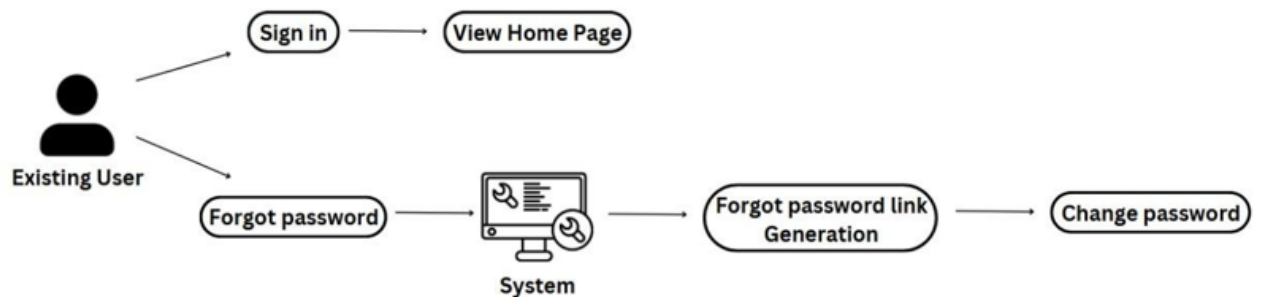 Sign in
View Home Page
Existing User
Forgot password
System
Forgot password link
Generation
Change password